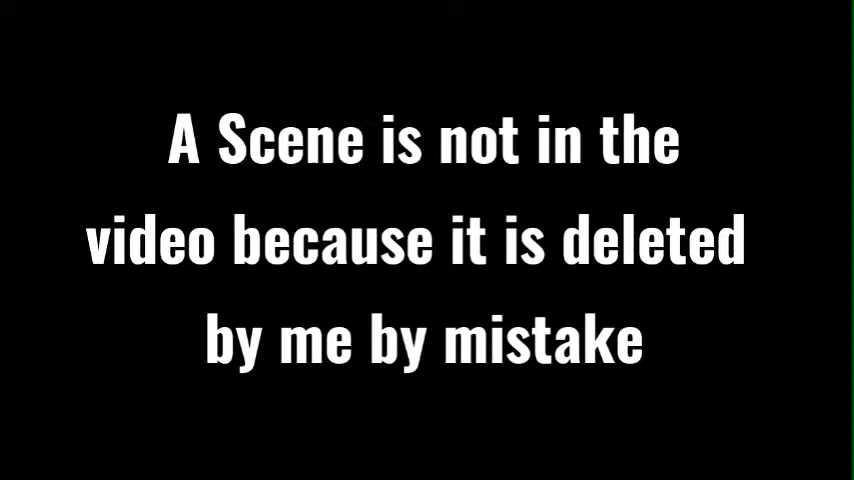 A Scene is not in the
video because it is deleted
by me by mistake